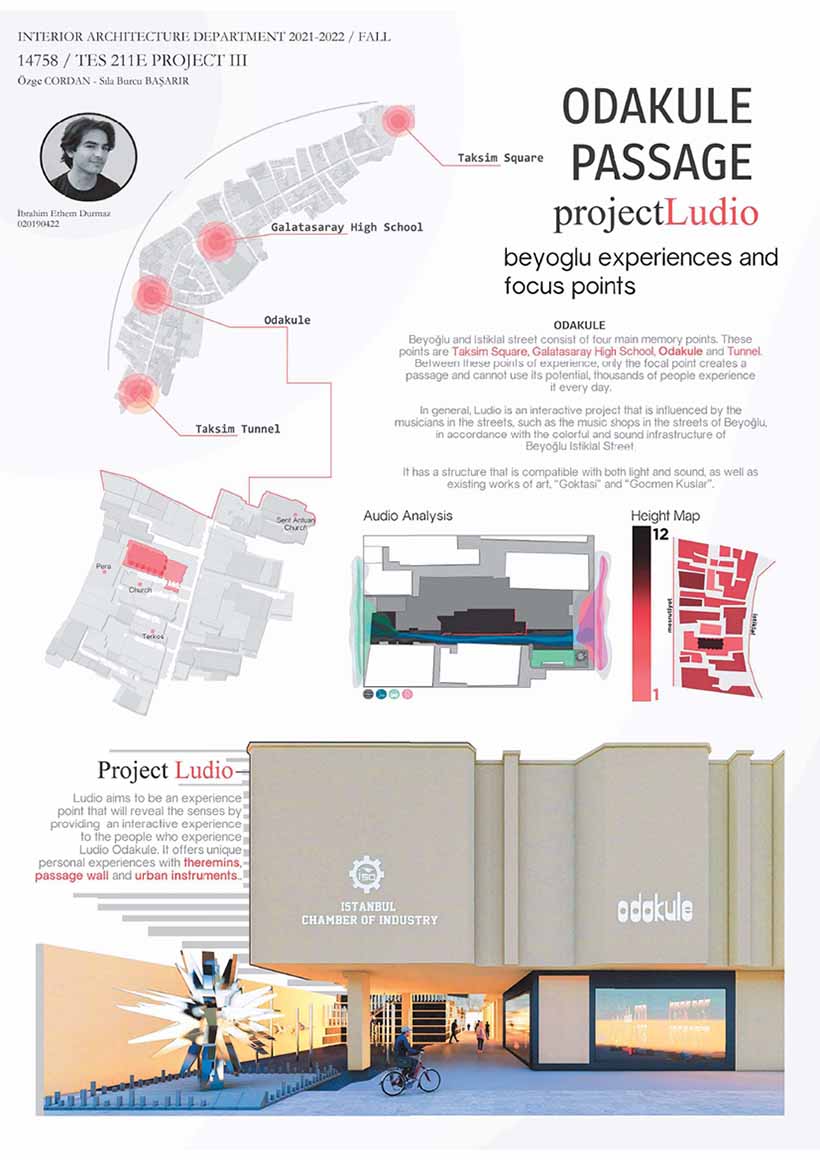 INTERIOR ARCHITECTURE DEPARTMENT 2021-2022 / FALL
14758 / TES 211E PROJECT III
Özge CORDAN - Sıla Burcu BAŞARIR
İbrahim Ethem Durmaz
020190422
ODAKULE
PASSAGE
projectLudio
beyoglu experiences and
focus points
Taksim Square
Galatasaray High School
Odakule
Taksim Tunnel
ODAKULE
Beyoğlu and Istiklal street consist of four main memory points. These
points are Taksim Square, Galatasaray High School, Odakule and Tunnel.
Between these points of experience, only the focal point creates a
passage and cannot use its potential, thousands of people experience
it every day.
In general, Ludio is an interactive project that is influenced by the
musicians in the streets, such as the music shops in the streets of Beyoğlu,
in accordance with the colorful and sound infrastructure of
Beyoğlu Istiklal Street.
It has a structure that is compatible with both light and sound, as well as
existing works of art, "Goktasi" and "Gocmen Kuslar".
Sent Antuan
Church
Pera
Church
Terkos
Audio Analysis
Height Map
12
1
mesrutiyet
istiklal
Project Ludio
Ludio aims to be an experience
point that will reveal the senses by
providing an interactive experience
to the people who experience
Ludio Odakule. It offers unique
personal experiences with theremins,
passage wall and urban instruments..
iso
ISTANBUL
CHAMBER OF INDUSTRY
odakule